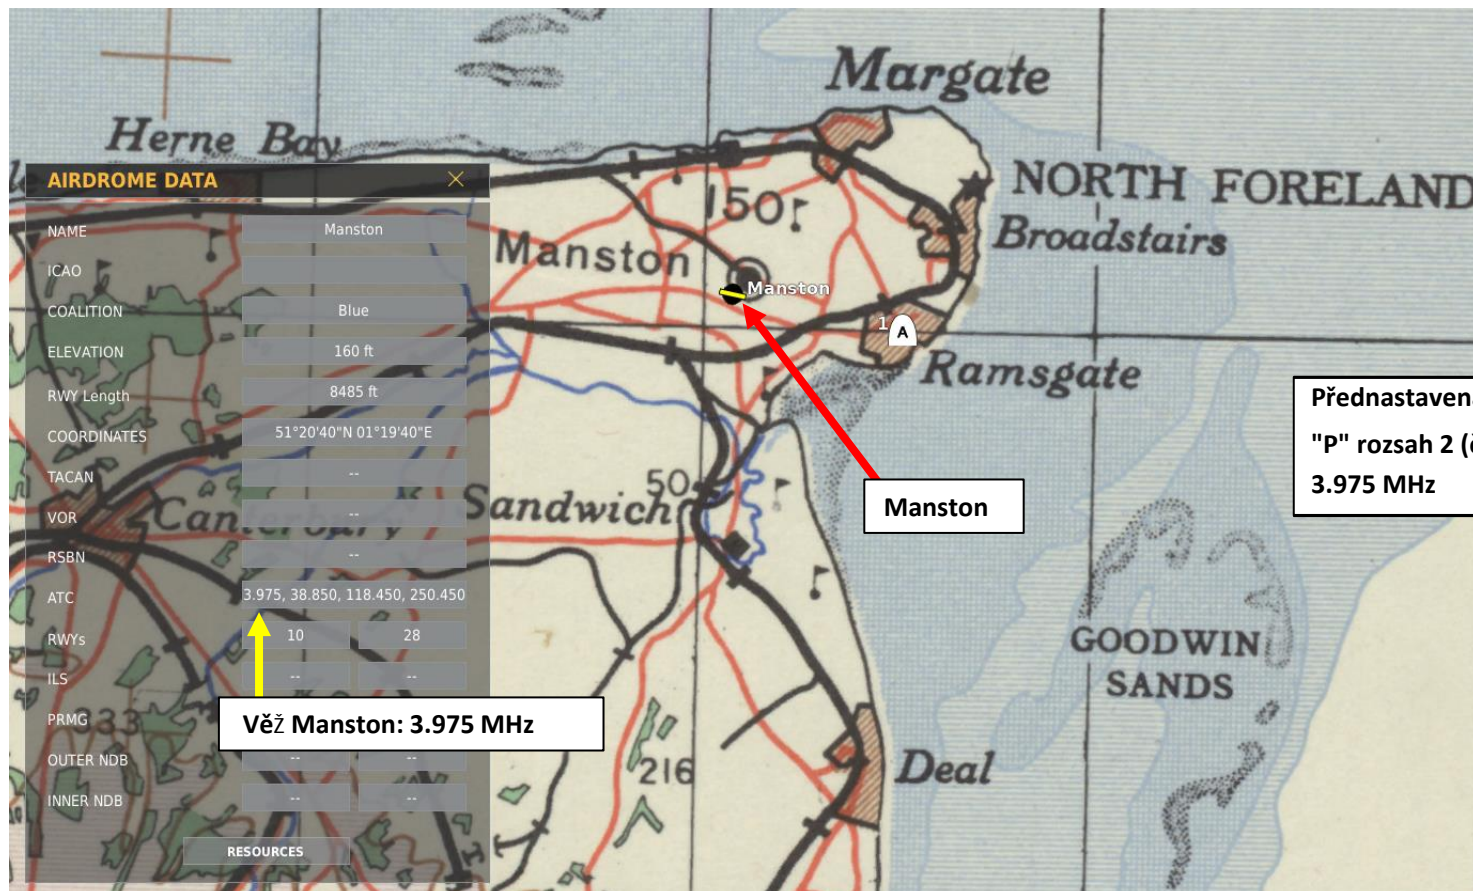 Margate
Herne Bay
NORTH FORELAND
Broadstairs
150
Manston
Manston
1
A
Ramsgate
AIRDROME DATA
NAME Manston
ICAO
COALITION Blue
ELEVATION 160 ft
RWY Length 8485 ft
COORDINATES 51°20'40"N 01°19'40"E
TACAN --
VOR --
RSBN --
ATC 3.975, 38.850, 118.450, 250.450
RWYs 10 28
ILS -- --
PRMG
OUTER NDB -- --
INNER NDB -- --
RESOURCES
Canterbury
333
Věž Manston: 3.975 MHz
50
Sandwich
Manston
"P" rozsah 2
3.975 MHz
GOODWIN
SANDS
216
Deal